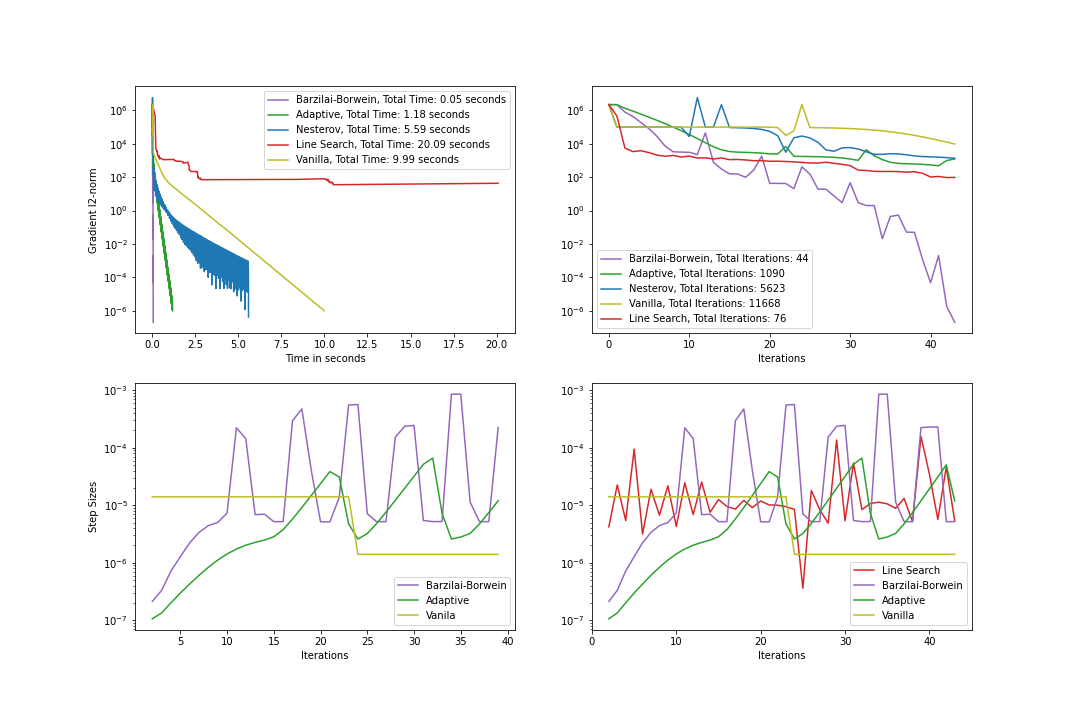 10^6
10^4
10^2
10^0
10^−2
10^−4
10^−6
Gradient l2-norm
Barzilai-Borwein, Total Time: 0.05 seconds
Adaptive, Total Time: 1.18 seconds
Nesterov, Total Time: 5.59 seconds
Line Search, Total Time: 20.09 seconds
Vanilla, Total Time: 9.99 seconds
0.0 2.5 5.0 7.5 10.0 12.5 15.0 17.5 20.0
Time in seconds
10^6
10^4
10^2
10^0
10^−2
10^−4
10^−6
Barzilai-Borwein, Total Iterations: 44
Adaptive, Total Iterations: 1090
Nesterov, Total Iterations: 5623
Vanilla, Total Iterations: 11668
Line Search, Total Iterations: 76
0 10 20 30 40
Iterations
10^−3
10^−4
10^−5
10^−6
10^−7
Step Sizes
Barzilai-Borwein
Adaptive
Vanila
5 10 15 20 25 30 35 40
Iterations
10^−3
10^−4
10^−5
10^−6
10^−7
Line Search
Barzilai-Borwein
Adaptive
Vanilla
0 10 20 30 40
Iterations